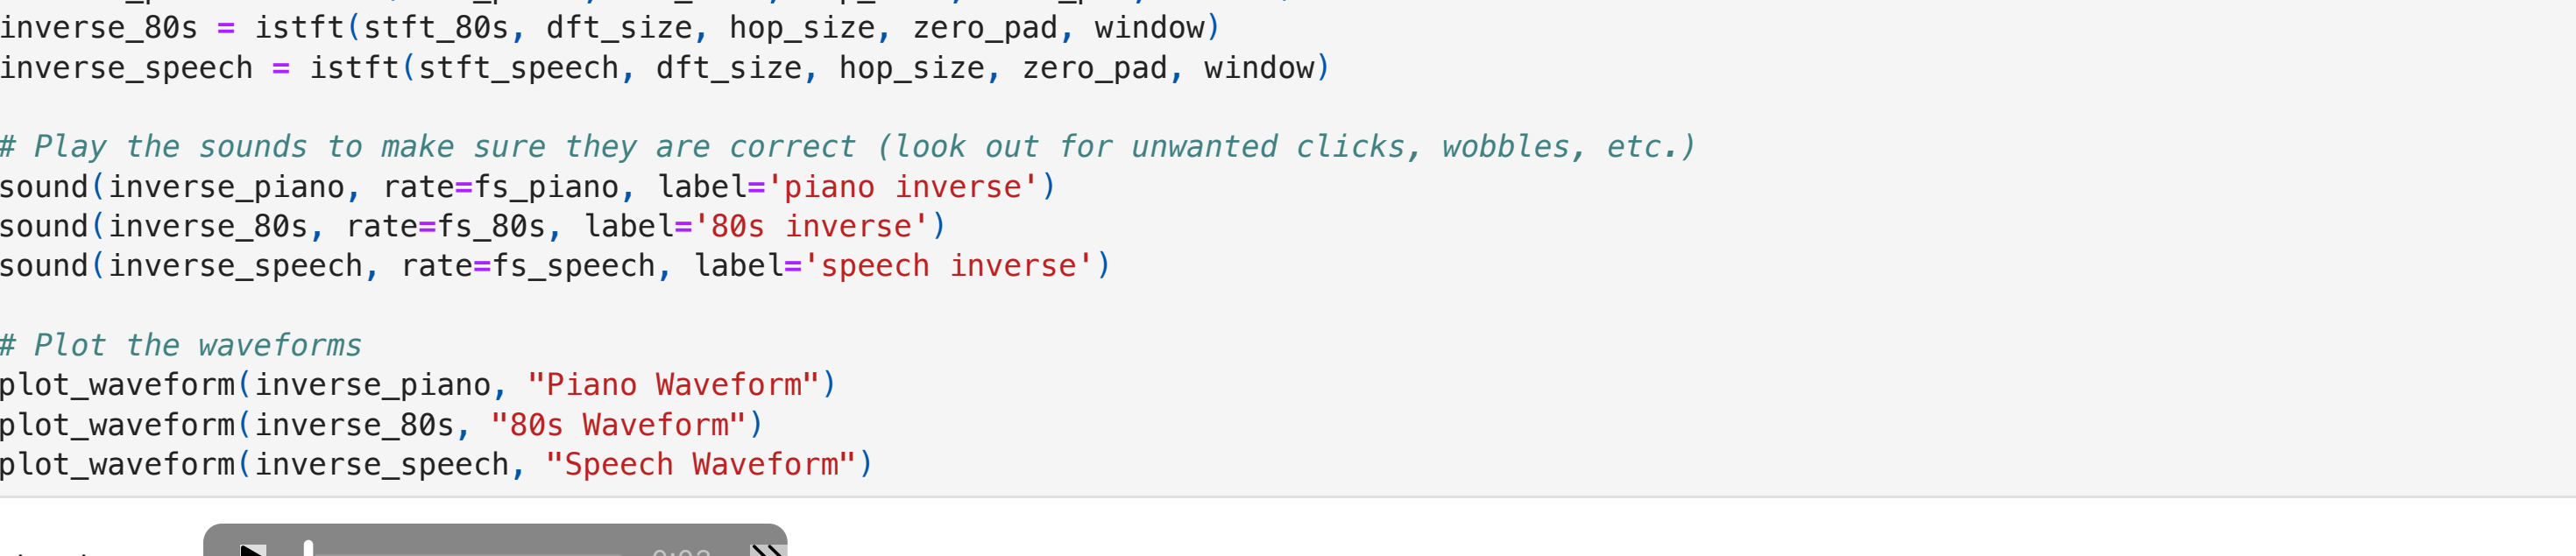 inverse_80s = istft(stft_80s, dft_size, hop_size, zero_pad, window)
inverse_speech = istft(stft_speech, dft_size, hop_size, zero_pad, window)
# Play the sounds to make sure they are correct (look out for unwanted clicks, wobbles, etc.)
sound(inverse_piano, rate=fs_piano, label='piano inverse')
sound(inverse_80s, rate=fs_80s, label='80s inverse')
sound(inverse_speech, rate=fs_speech, label='speech inverse')
# Plot the waveforms
plot_waveform(inverse_piano, "Piano Waveform")
plot_waveform(inverse_80s, "80s Waveform")
plot_waveform(inverse_speech, "Speech Waveform")